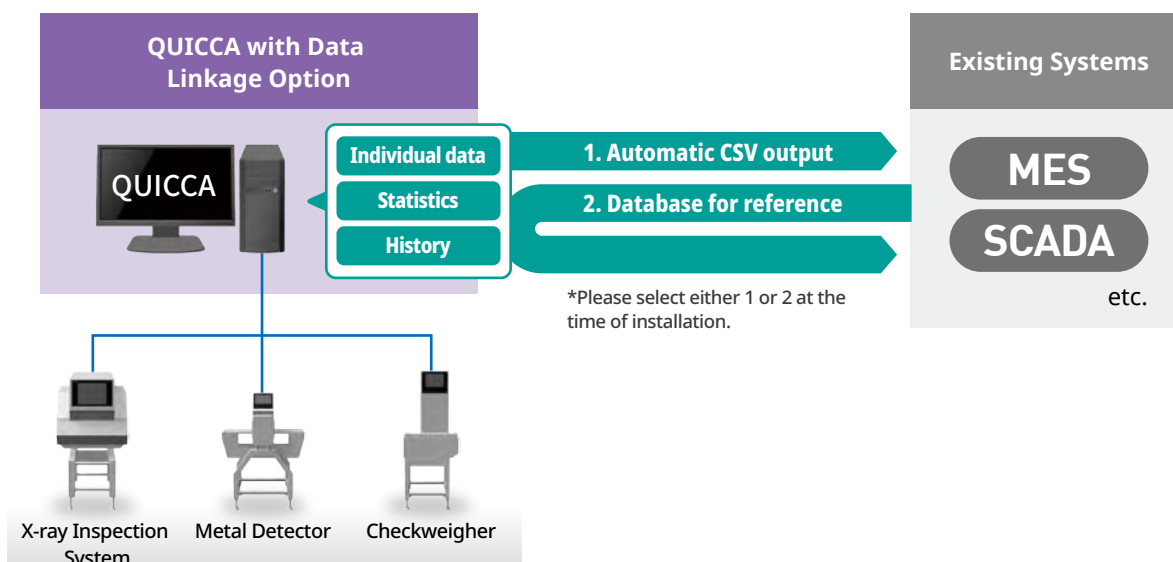 QUICCA with Data
Linkage Option
Existing Systems
QUICCA
Individual data
Statistics
History
1. Automatic CSV output
2. Database for reference
MES
SCADA
etc.
*Please select either 1 or 2 at the
time of installation.
X-ray Inspection
System
Metal Detector
Checkweigher